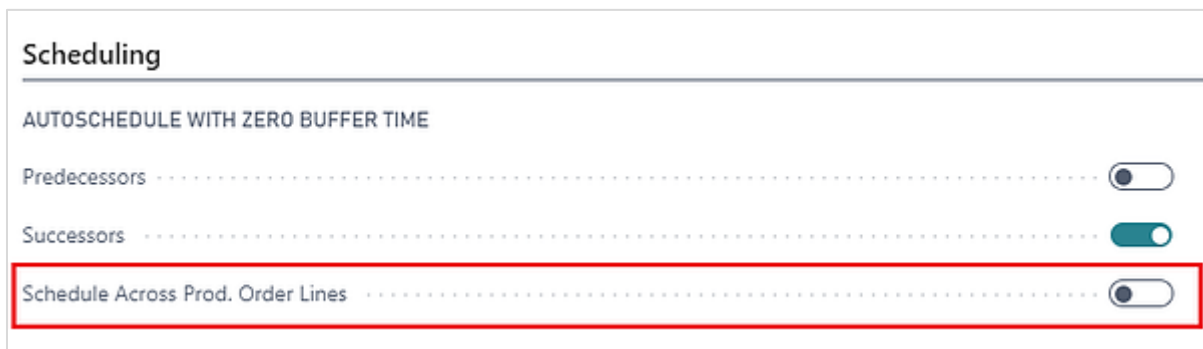 Scheduling
AUTOSCHEDULE WITH ZERO BUFFER TIME
Predecessors
Successors
Schedule Across Prod. Order Lines